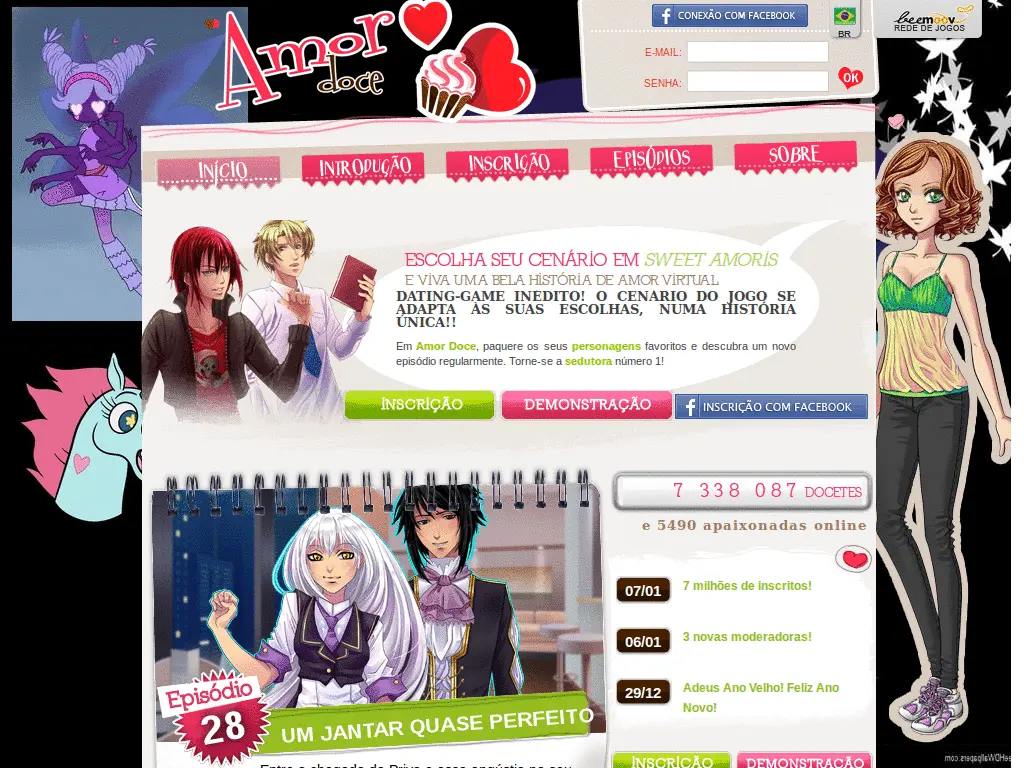 Amor
doce
CONEXÃO COM FACEBOOK
BR
beemoov
REDE DE JOGOS
E-MAIL:
SENHA:
OK
INÍCIO
INTRODUÇÃO
INSCRIÇÃO
EPISÓDIOS
SOBRE
ESCOLHA SEU CENÁRIO EM SWEET AMORIS
E VIVA UMA BELA HISTÓRIA DE AMOR VIRTUAL
DATING-GAME INEDITO! O CENARIO DO JOGO SE
ADAPTA ÀS SUAS ESCOLHAS, NUMA HISTÓRIA
ÚNICA!!
Em Amor Doce, paquere os seus personagens favoritos e descubra um novo
episódio regularmente. Torne-se a sedutora número 1!
INSCRIÇÃO
DEMONSTRAÇÃO
INSCRIÇÃO COM FACEBOOK
7 338 087 DOCETES
e 5490 apaixonadas online
07/01
7 milhões de inscritos!
06/01
3 novas moderadoras!
29/12
Adeus Ano Velho! Feliz Ano
Novo!
Episódio
28
UM JANTAR QUASE PERFEITO
INSCRIÇÃO
DEMONSTRAÇÃO